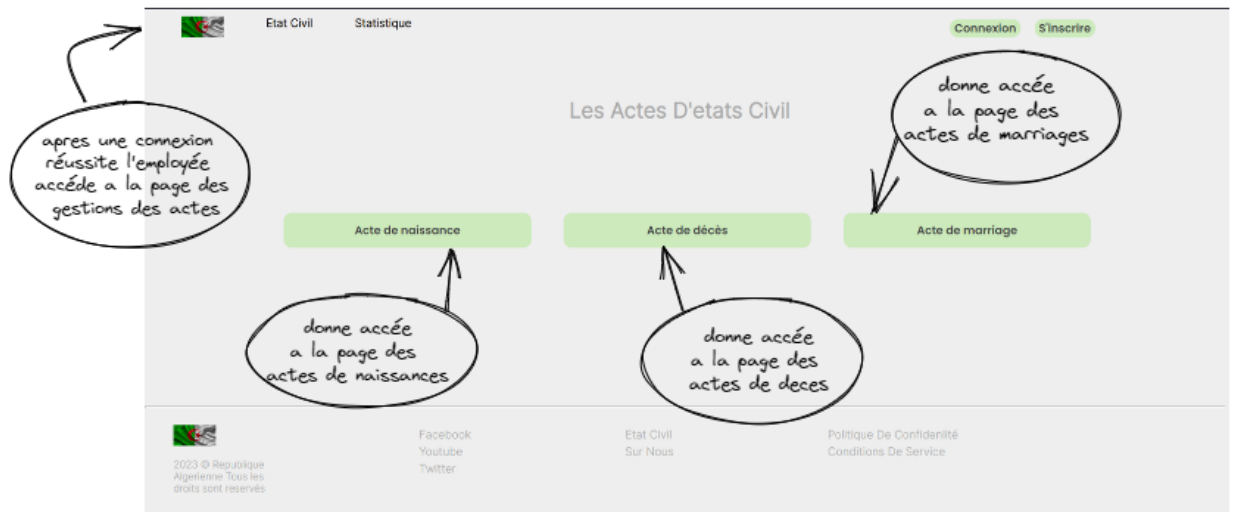 Etat Civil
Statistique
Connexion
S'inscrire
Les Actes D'etats Civil
donne accée
a la page des
actes de marriages
apres une connexion
réussite l'employée
accéde a la page des
gestions des actes
Acte de naissance
Acte de décès
Acte de marriage
donne accée
a la page des
actes de naissances
donne accée
a la page des
actes de deces
2023 © Republique
Algerienne Tous les
droits sont reservés
Facebook
Youtube
Twitter
Etat Civil
Sur Nous
Politique De Confidenlité
Conditions De Service